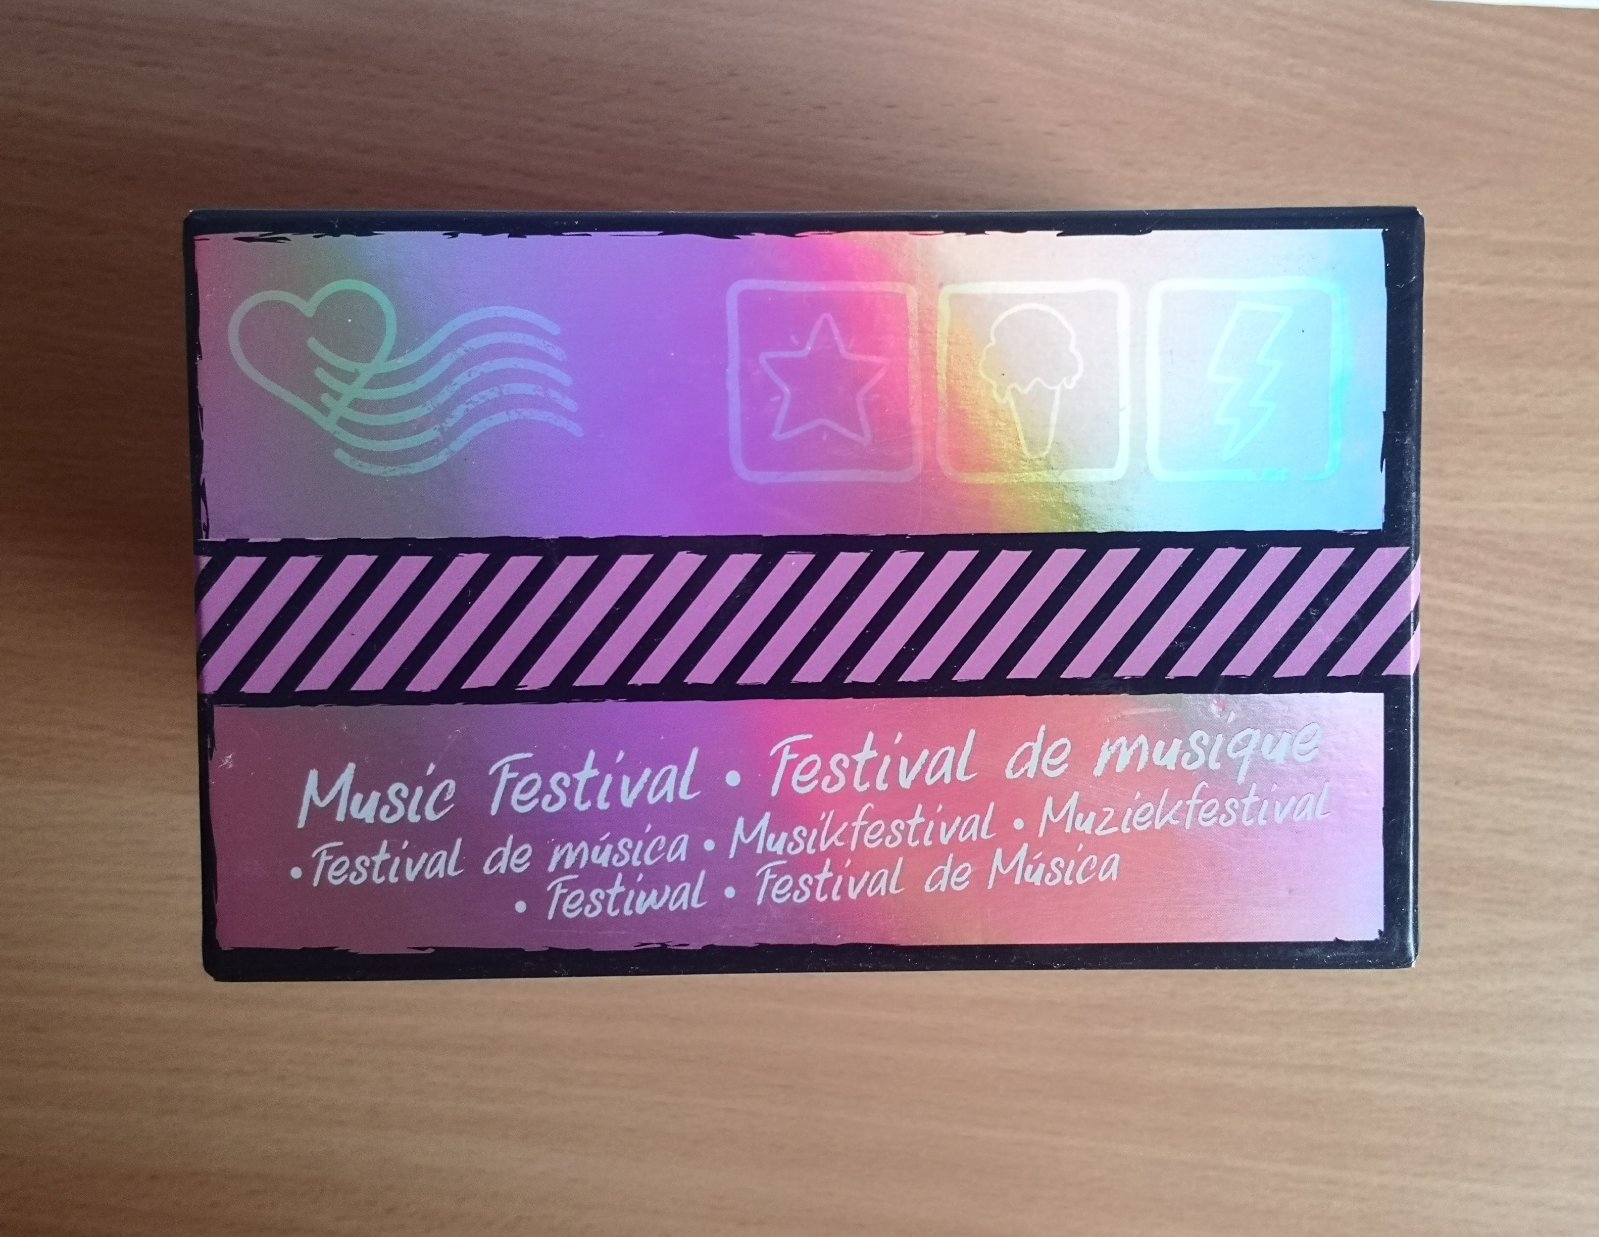 Music Festival • Festival de musique
• Festival de música • Musikfestival • Muziekfestival
• Festiwal • Festival de Música